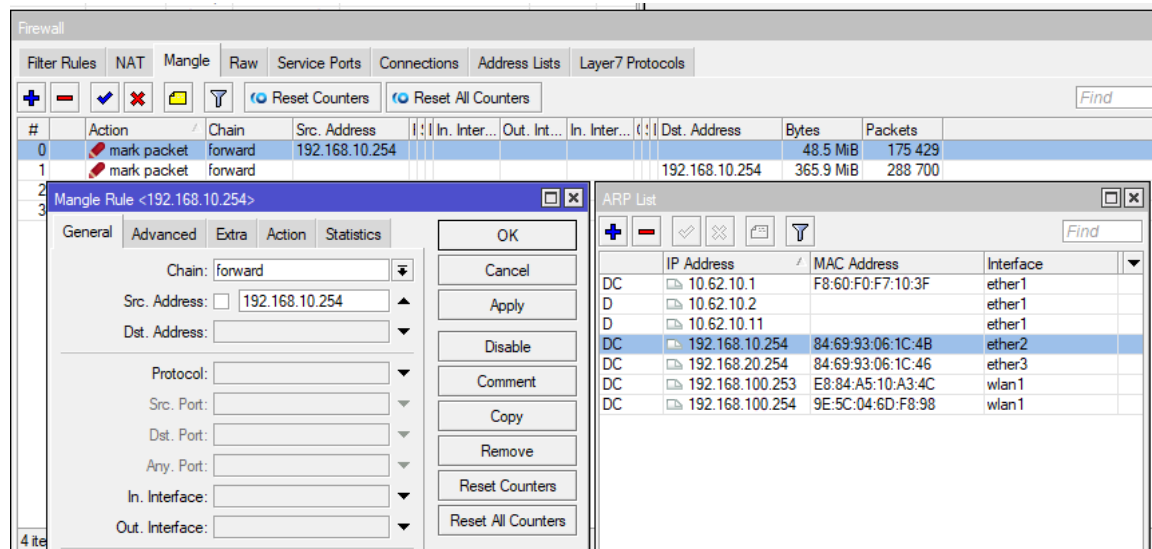 Firewall
Filter Rules NAT Mangle Raw Service Ports Connections Address Lists Layer7 Protocols
Reset Counters Reset All Counters Find
# Action Chain Src. Address In. Inter... Out. Int... In. Inter... Dst. Address Bytes Packets
0 mark packet forward 192.168.10.254 48.5 MiB 175 429
1 mark packet forward 192.168.10.254 365.9 MiB 288 700
2
3
Mangle Rule <192.168.10.254>
General Advanced Extra Action Statistics
Chain: forward
Src. Address: 192.168.10.254
Dst. Address:
Protocol:
Src. Port:
Dst. Port:
Any. Port:
In. Interface:
Out. Interface:
OK
Cancel
Apply
Disable
Comment
Copy
Remove
Reset Counters
Reset All Counters
4 ite
ARP List
Find
IP Address MAC Address Interface
DC 10.62.10.1 F8:60:F0:F7:10:3F ether1
D 10.62.10.2 ether1
D 10.62.10.11 ether1
DC 192.168.10.254 84:69:93:06:1C:4B ether2
DC 192.168.20.254 84:69:93:06:1C:46 ether3
DC 192.168.100.253 E8:84:A5:10:A3:4C wlan1
DC 192.168.100.254 9E:5C:04:6D:F8:98 wlan1